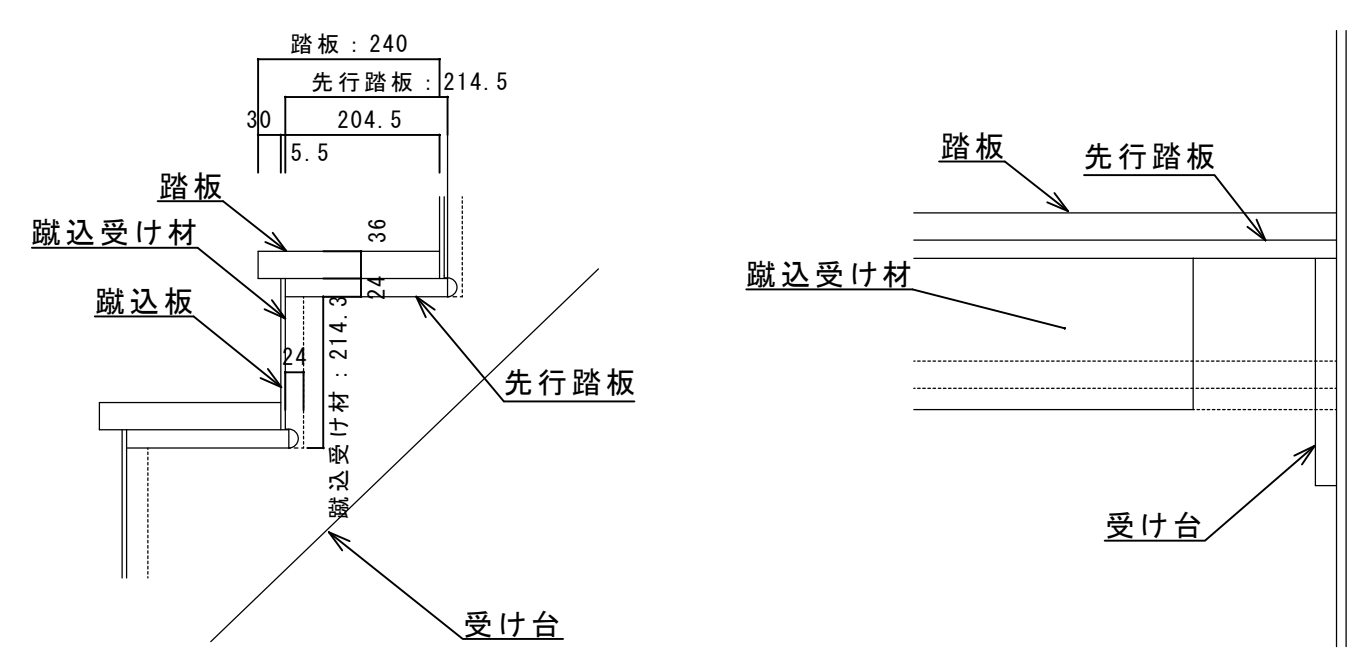 踏板：240
先行踏板：214.5
30
204.5
5.5
踏板
蹴込受け材
蹴込板
36
24
24
蹴込受け材：214.3
先行踏板
受け台
踏板
先行踏板
蹴込受け材
受け台